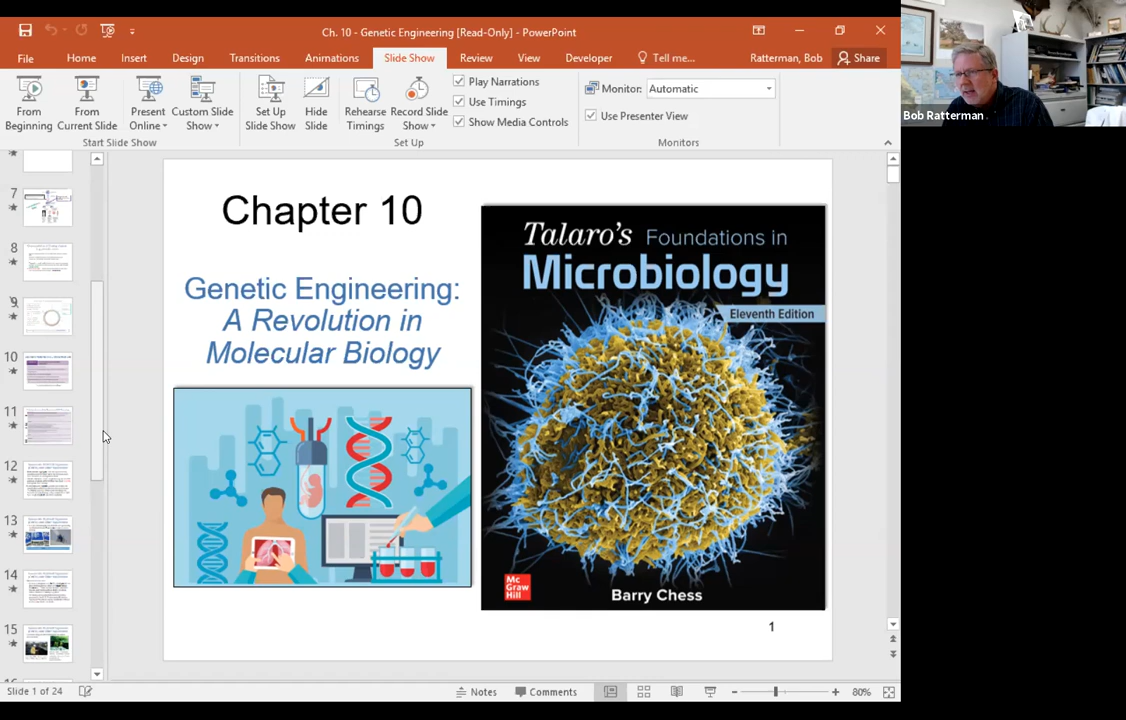 Ch. 10 - Genetic Engineering [Read-Only] - PowerPoint
File Home Insert Design Transitions Animations Slide Show Review View Developer Tell me... Ratterman, Bob Share
From Beginning
From Current Slide
Present Online
Custom Slide Show
Start Slide Show
Set Up Slide Show
Hide Slide
Rehearse Timings
Record Slide Show
Play Narrations
Use Timings
Show Media Controls
Set Up
Monitor: Automatic
Use Presenter View
Monitors
Bob Ratterman
7
8
9
10
11
12
13
14
15
Chapter 10
Genetic Engineering:
A Revolution in
Molecular Biology
Talaro's Foundations in
Microbiology
Eleventh Edition
Mc
Graw
Hill
Barry Chess
1
Slide 1 of 24 Notes Comments 80%